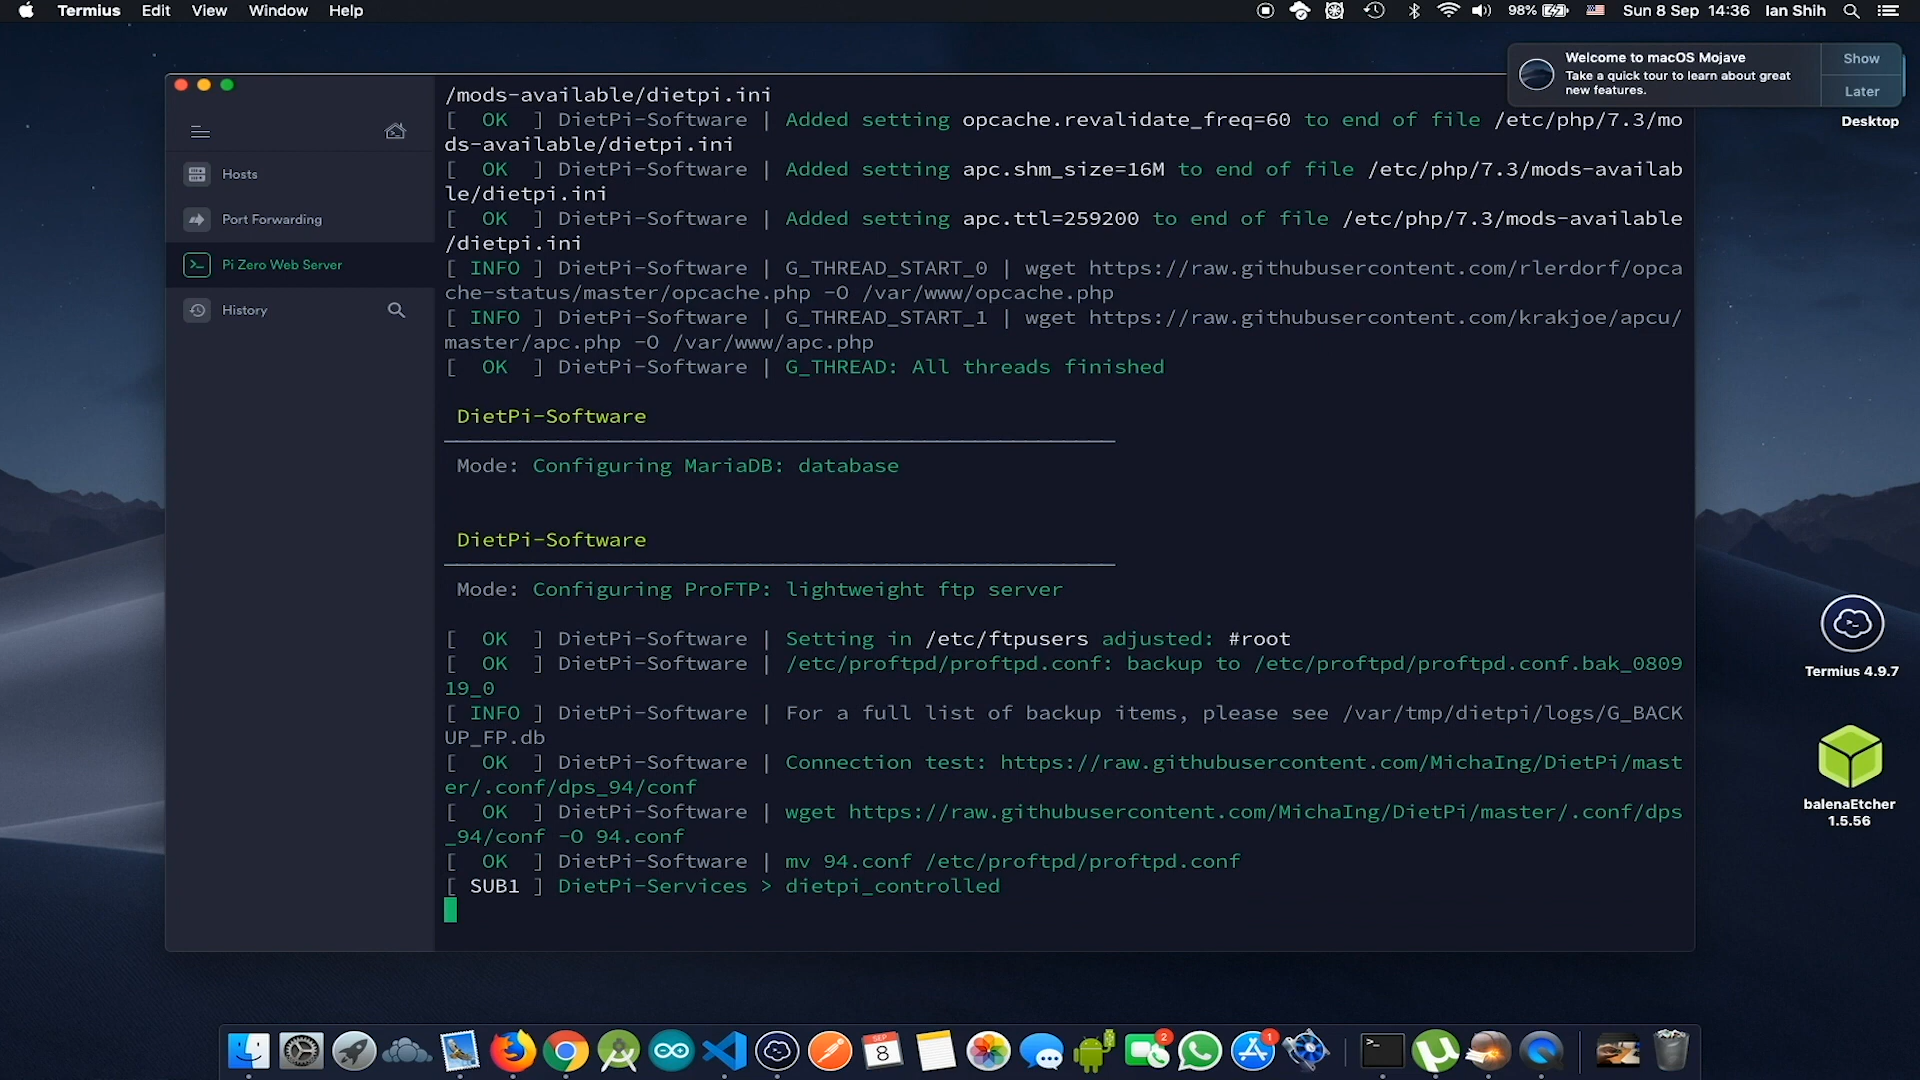 Termius Edit View Window Help
98% Sun 8 Sep 14:36 Ian Shih
Welcome to macOS Mojave
Take a quick tour to learn about great
new features.
Show
Later
Desktop
Hosts
Port Forwarding
Pi Zero Web Server
History
/mods-available/dietpi.ini
[ OK ] DietPi-Software | Added setting opcache.revalidate_freq=60 to end of file /etc/php/7.3/mo
ds-available/dietpi.ini
[ OK ] DietPi-Software | Added setting apc.shm_size=16M to end of file /etc/php/7.3/mods-availab
le/dietpi.ini
[ OK ] DietPi-Software | Added setting apc.ttl=259200 to end of file /etc/php/7.3/mods-available
/dietpi.ini
[ INFO ] DietPi-Software | G_THREAD_START_0 | wget https://raw.githubusercontent.com/rlerdorf/opca
che-status/master/opcache.php -O /var/www/opcache.php
[ INFO ] DietPi-Software | G_THREAD_START_1 | wget https://raw.githubusercontent.com/krakjoe/apcu/
master/apc.php -O /var/www/apc.php
[ OK ] DietPi-Software | G_THREAD: All threads finished
DietPi-Software
Mode: Configuring MariaDB: database
DietPi-Software
Mode: Configuring ProFTP: lightweight ftp server
[ OK ] DietPi-Software | Setting in /etc/ftpusers adjusted: #root
[ OK ] DietPi-Software | /etc/proftpd/proftpd.conf: backup to /etc/proftpd/proftpd.conf.bak_0809
19_0
[ INFO ] DietPi-Software | For a full list of backup items, please see /var/tmp/dietpi/logs/G_BACK
UP_FP.db
[ OK ] DietPi-Software | Connection test: https://raw.githubusercontent.com/MichaIng/DietPi/mast
er/.conf/dps_94/conf
[ OK ] DietPi-Software | wget https://raw.githubusercontent.com/MichaIng/DietPi/master/.conf/dps
_94/conf -O 94.conf
[ OK ] DietPi-Software | mv 94.conf /etc/proftpd/proftpd.conf
[ SUB1 ] DietPi-Services > dietpi_controlled
Termius 4.9.7
balenaEtcher
1.5.56
SEP
8
2
1